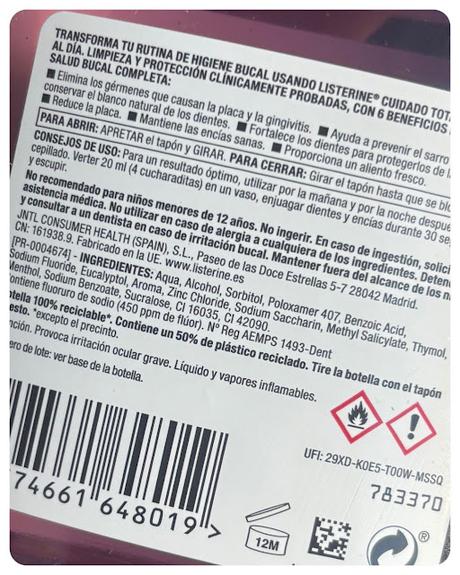 TRANSFORMA TU RUTINA DE HIGIENE BUCAL USANDO LISTERINE® CUIDADO
AL DÍA. LIMPIEZA Y PROTECCIÓN CLÍNICAMENTE PROBADAS, CON 6 BENEFICIOS
SALUD BUCAL COMPLETA:
■ Elimina los gérmenes que causan la placa y la gingivitis. ■ Ayuda a prevenir el sarro
conservar el blanco natural de los dientes. ■ Fortalece los dientes para protegerlos de
■ Reduce la placa. ■ Mantiene las encías sanas. ■ Proporciona un aliento fresco.
PARA ABRIR: APRETAR el tapón y GIRAR. PARA CERRAR: Girar el tapón hasta que se
CONSEJOS DE USO: Para un resultado óptimo, utilizar por la mañana y por la noche
cepillado. Verter 20 ml (4 cucharaditas) en un vaso, enjuagar dientes y encías durante 30
y escupir.
No recomendado para niños menores de 12 años. No ingerir. En caso de ingestión,
asistencia médica. No utilizar en caso de alergia a cualquiera de los ingredientes.
y consultar a un dentista en caso de irritación bucal. Mantener fuera del alcance de los
JNTL CONSUMER HEALTH (SPAIN), S.L., Paseo de las Doce Estrellas 5-7 28042 Madrid.
CN: 161938.9. Fabricado en la UE. www.listerine.es
[PR-0004674] - INGREDIENTES: Aqua, Alcohol, Sorbitol, Poloxamer 407, Benzoic Acid,
Sodium Fluoride, Eucalyptol, Aroma, Zinc Chloride, Sodium Saccharin, Methyl Salicylate, Thymol,
Menthol, Sodium Benzoate, Sucralose, CI 16035, CI 42090.
fluoruro de sodio (450 ppm de flúor). Nº Reg AEMPS 1493-Dent
100% reciclable*. Contiene un 50% de plástico reciclado. Tire la botella con el tapón
*excepto el precinto.
Provoca irritación ocular grave. Líquido y vapores inflamables.
de lote: ver base de la botella.
UFI: 29XD-K0E5-T00W-MSSQ
783370
74661 648019 >
12M
®